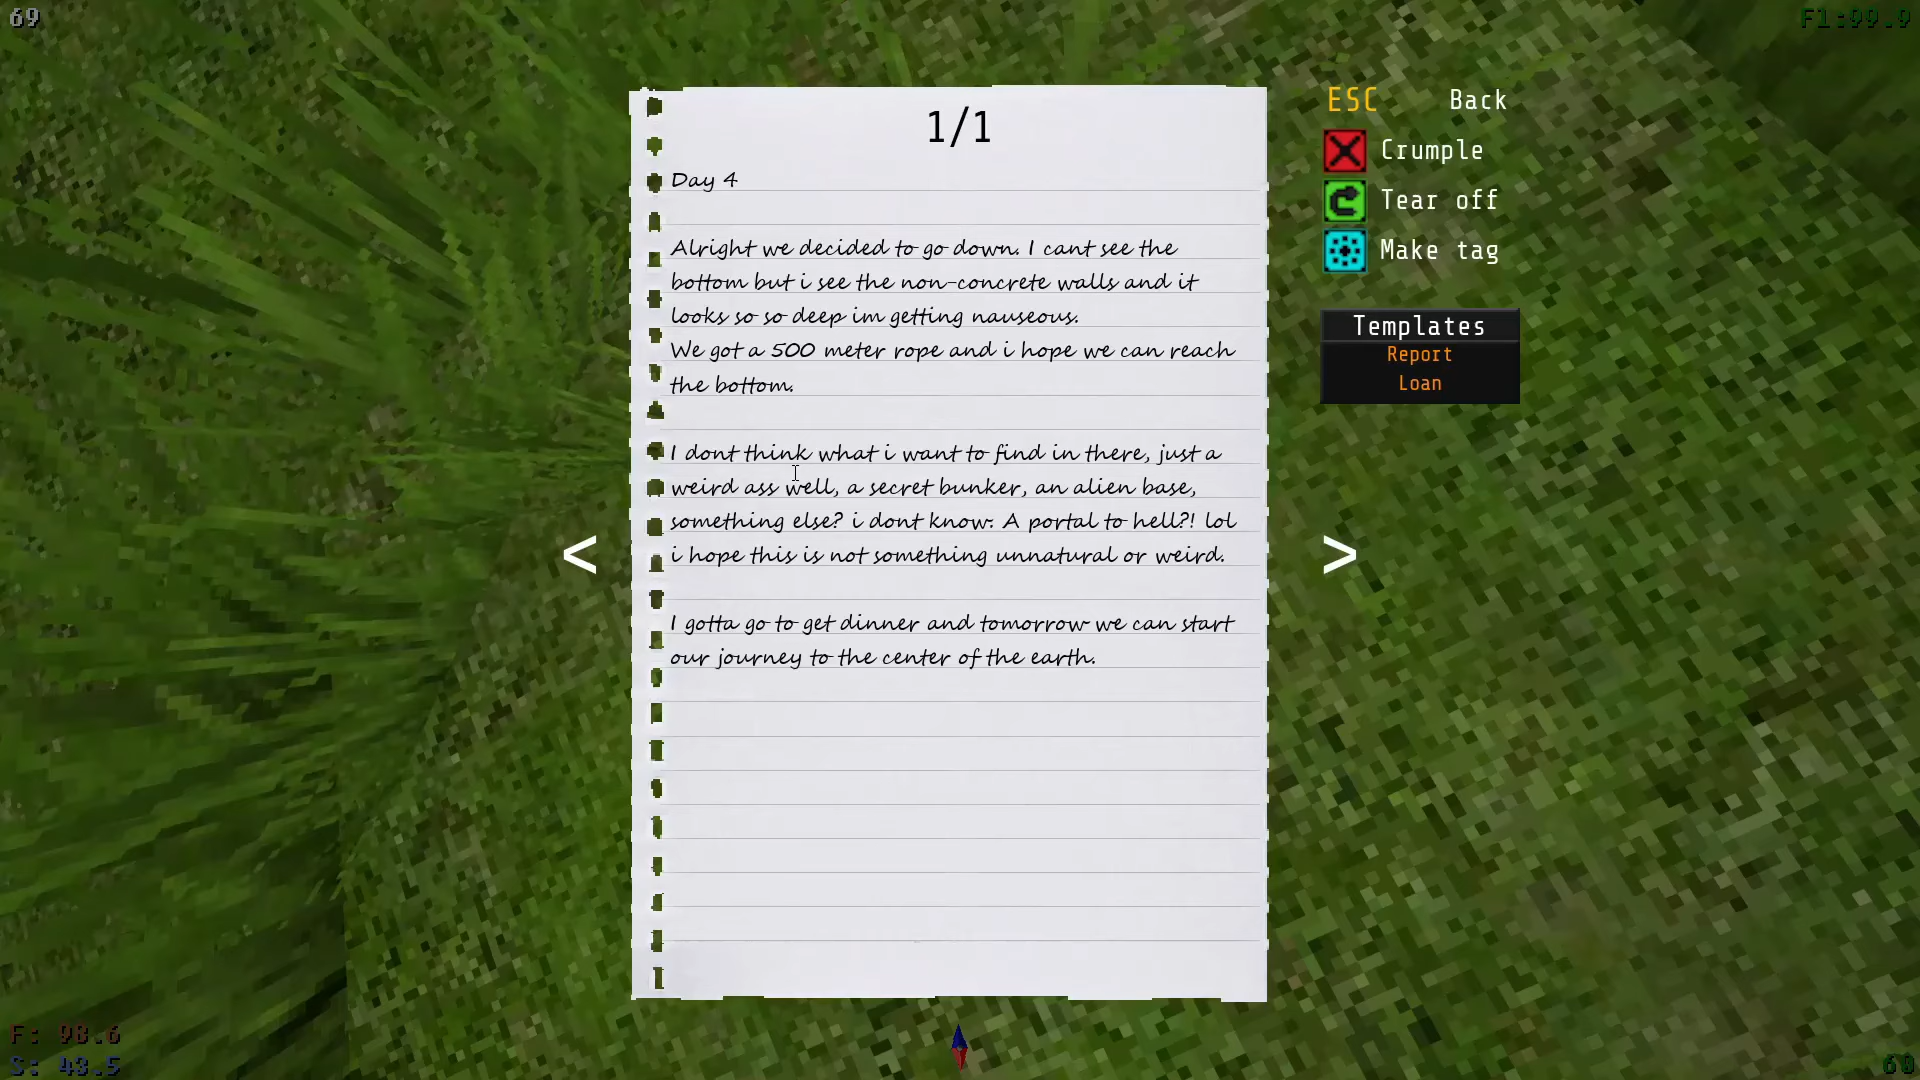 69
F1:99.9
1/1
ESC Back
Crumple
Tear off
Make tag
Templates
Report
Loan
Day 4
Alright we decided to go down. I cant see the
bottom but i see the non-concrete walls and it
looks so so deep im getting nauseous.
We got a 500 meter rope and i hope we can reach
the bottom.
I dont think what i want to find in there, just a
weird ass well, a secret bunker, an alien base,
something else? i dont know. A portal to hell?! lol
i hope this is not something unnatural or weird.
I gotta go to get dinner and tomorrow we can start
our journey to the center of the earth.
<
>
F: 98.6
S: 43.5
60